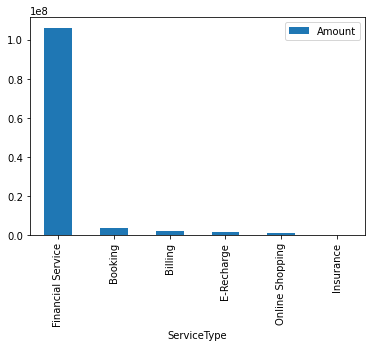 1e8
Amount
1.0
0.8
0.6
0.4
0.2
0.0
Financial Service
Booking
Billing
E-Recharge
Online Shopping
Insurance
ServiceType